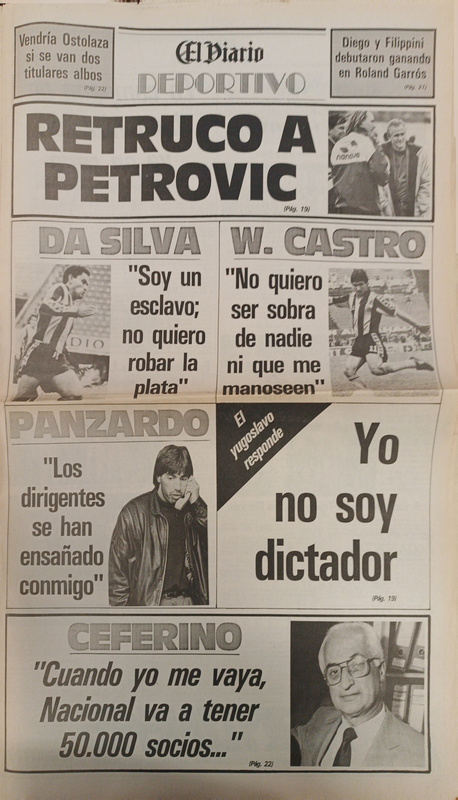 Vendría Ostolaza
si se van dos
titulares albos
(Pág. 22)
El Diario
DEPORTIVO
Diego y Filippini
debutaron ganando
en Roland Garrós
(Pág. 31)
RETRUCO A
PETROVIC
(Pág. 19)
DA SILVA
"Soy un
esclavo;
no quiero
robar la
plata"
W. CASTRO
"No quiero
ser sobra
de nadie
ni que me
manoseen"
PANZARDO
"Los
dirigentes
se han
ensañado
conmigo"
El
yugoslavo
responde
Yo
no soy
dictador
(Pág. 19)
CEFERINO
"Cuando yo me vaya,
Nacional va a tener
50.000 socios..."
(Pág. 22)